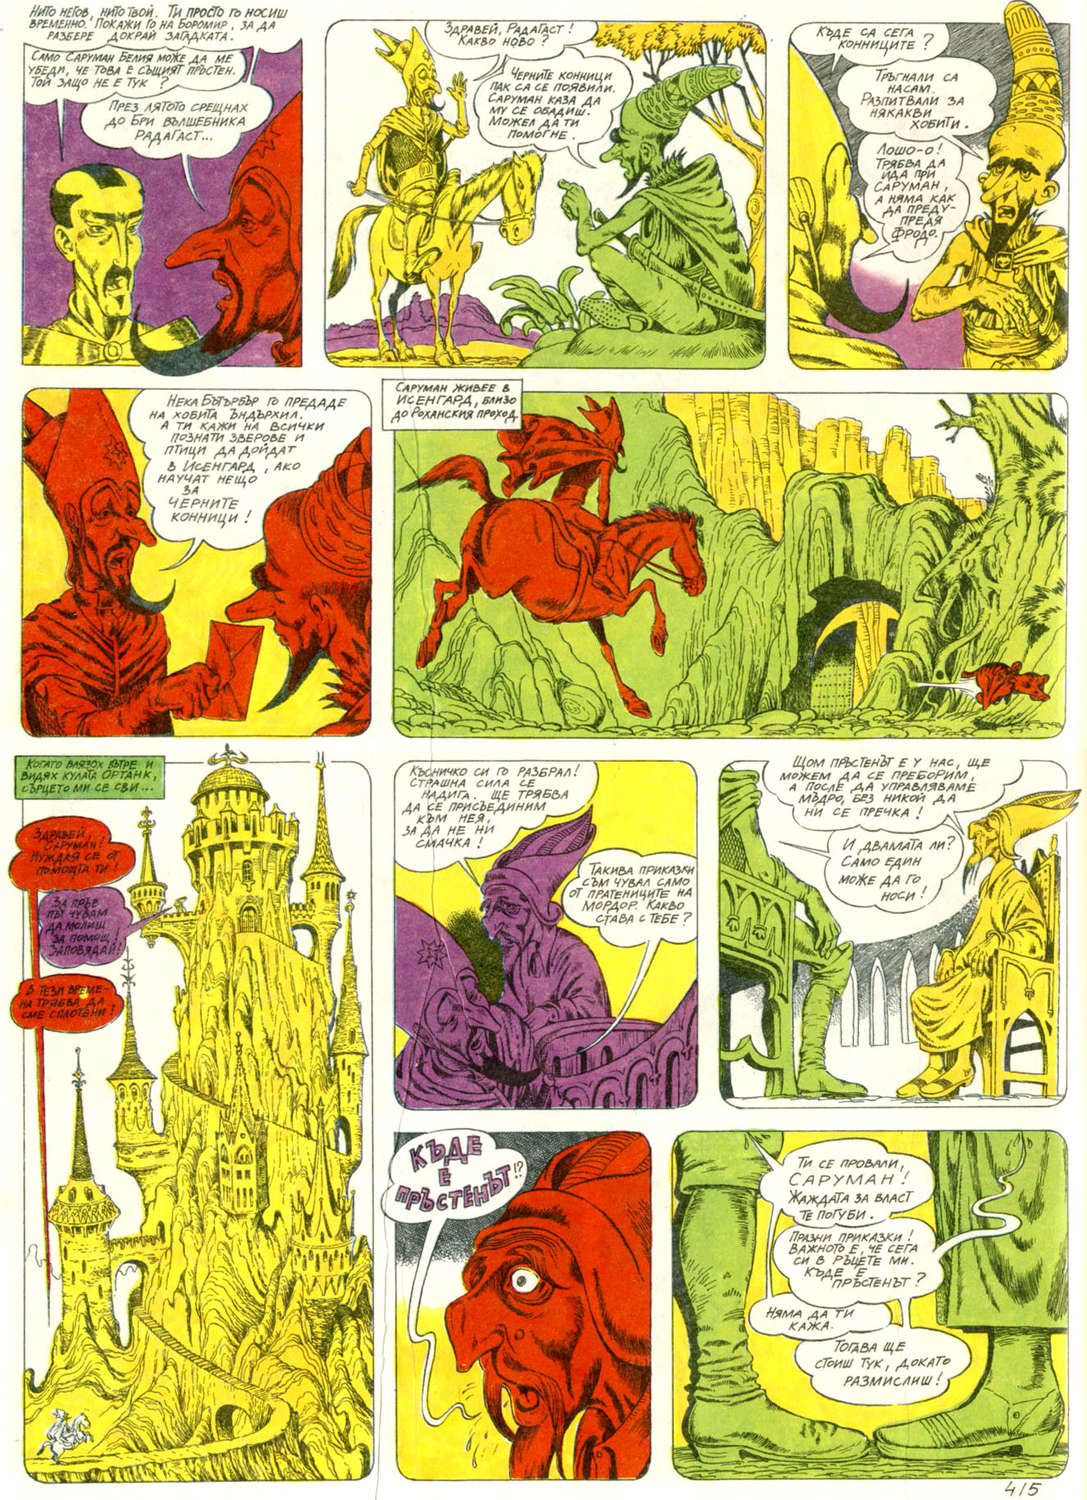 НИТО НЕГОВ, НИТО ТВОЙ. ТИ ПРОСТО ГО НОСИШ
ВРЕМЕННО. ПОКАЖИ ГО НА БОРОМИР, ЗА ДА
РАЗБЕРЕ ДОКРАЙ ЗАГАДКАТА.
САМО САРУМАН БЕЛИЯ МОЖЕ ДА МЕ
УБЕДИ, ЧЕ ТОВА Е СЪЩИЯТ ПРЪСТЕН.
ТОЙ ЗАЩО НЕ Е ТУК?
ПРЕЗ ЛЯТОТО СРЕЩНАХ
ДО БРИ ВЪЛШЕБНИКА
РАДАГАСТ...
ЗДРАВЕЙ, РАДАГАСТ!
КАКВО НОВО?
ЧЕРНИТЕ КОННИЦИ
ПАК СА СЕ ПОЯВИЛИ.
САРУМАН КАЗА ДА
МУ СЕ ОБАДИШ.
МОЖЕЛ ДА ТИ
ПОМОГНЕ.
КЪДЕ СА СЕГА
КОННИЦИТЕ?
ТРЪГНАЛИ СА
НАСАМ.
РАЗПИТВАЛИ ЗА
НЯКАКВИ
ХОБИТИ.
ЛОШО-О!
ТРЯБВА ДА
ИДА ПРИ
САРУМАН,
А НЯМА КАК
ДА ПРЕДУ-
ПРЕДЯ
ФРОДО.
НЕКА БЪТЪРБЪР ГО ПРЕДАДЕ
НА ХОБИТА ЪНДЪРХИЛ.
А ТИ КАЖИ НА ВСИЧКИ
ПОЗНАТИ ЗВЕРОВЕ И
ПТИЦИ ДА ДОЙДАТ
В ИСЕНГАРД, АКО
НАУЧАТ НЕЩО
ЗА
ЧЕРНИТЕ
КОННИЦИ!
САРУМАН ЖИВЕЕ В
ИСЕНГАРД, БЛИЗО
ДО РОХАНСКИЯ ПРОХОД.
КОГАТО ВЛЯЗОХ ВЪТРЕ И
ВИДЯХ КУЛАТА ОРТАНК,
СЪРЦЕТО МИ СЕ СВИ...
ЗДРАВЕЙ,
САРУМАН!
НУЖДАЯ СЕ ОТ
ПОМОЩТА ТИ!
ЗА ПРЪВ
ПЪТ ЧУВАМ
ДА МОЛИШ
ЗА ПОМОЩ.
ЗАПОВЯДАЙ!
В ТЕЗИ ВРЕМЕ-
НА ТРЯБВА ДА
СМЕ СПЛОТЕНИ!
КЪСНИЧКО СИ ГО РАЗБРАЛ!
СТРАШНА СИЛА СЕ
НАДИГА. ЩЕ ТРЯБВА
ДА СЕ ПРИСЪЕДИНИМ
КЪМ НЕЯ,
ЗА ДА НЕ НИ
СМАЧКА!
ТАКИВА ПРИКАЗКИ
СЪМ ЧУВАЛ САМО
ОТ ПРАТЕНИЦИТЕ НА
МОРДОР. КАКВО
СТАВА С ТЕБЕ?
ЩОМ ПРЪСТЕНЪТ Е У НАС, ЩЕ
МОЖЕМ ДА СЕ ПРЕБОРИМ,
А ПОСЛЕ ДА УПРАВЛЯВАМЕ
МЪДРО, БЕЗ НИКОЙ ДА
НИ СЕ ПРЕЧКА!
И ДВАМАТА ЛИ?
САМО ЕДИН
МОЖЕ ДА ГО
НОСИ!
КЪДЕ
Е
ПРЪСТЕНЪТ!?
ТИ СЕ ПРОВАЛИ,
САРУМАН!
ЖАЖДАТА ЗА ВЛАСТ
ТЕ ПОГУБИ.
ПРАЗНИ ПРИКАЗКИ!
ВАЖНОТО Е, ЧЕ СЕГА
СИ В РЪЦЕТЕ МИ.
КЪДЕ Е
ПРЪСТЕНЪТ?
НЯМА ДА ТИ
КАЖА.
ТОГАВА ЩЕ
СТОИШ ТУК, ДОКАТО
РАЗМИСЛИШ!
4/5